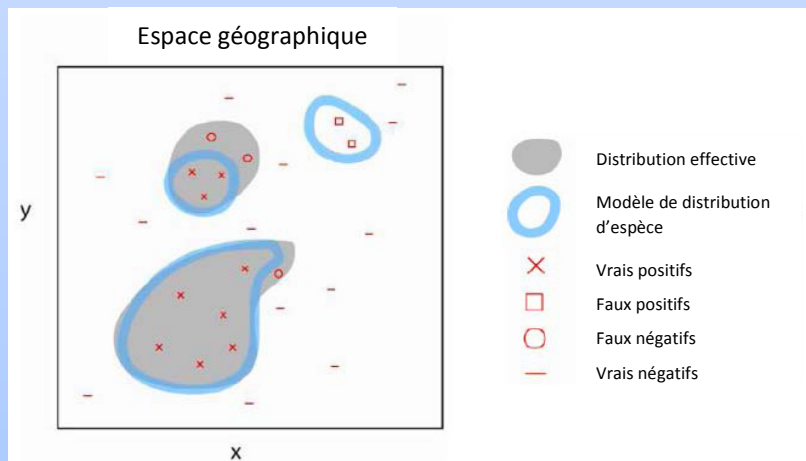 Espace géographique
y
x
Distribution effective
Modèle de distribution
d'espèce
Vrais positifs
Faux positifs
Faux négatifs
Vrais négatifs